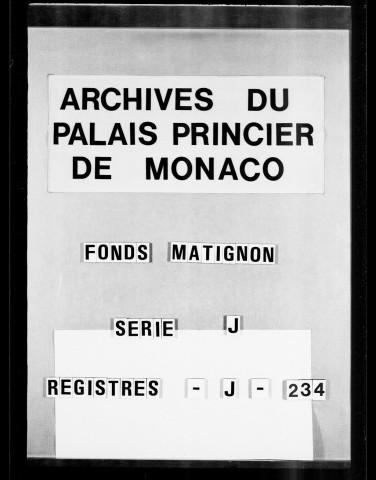 ARCHIVES DU
PALAIS PRINCIER
DE MONACO
FONDS MATIGNON
SERIE J
REGISTRES - J - 234